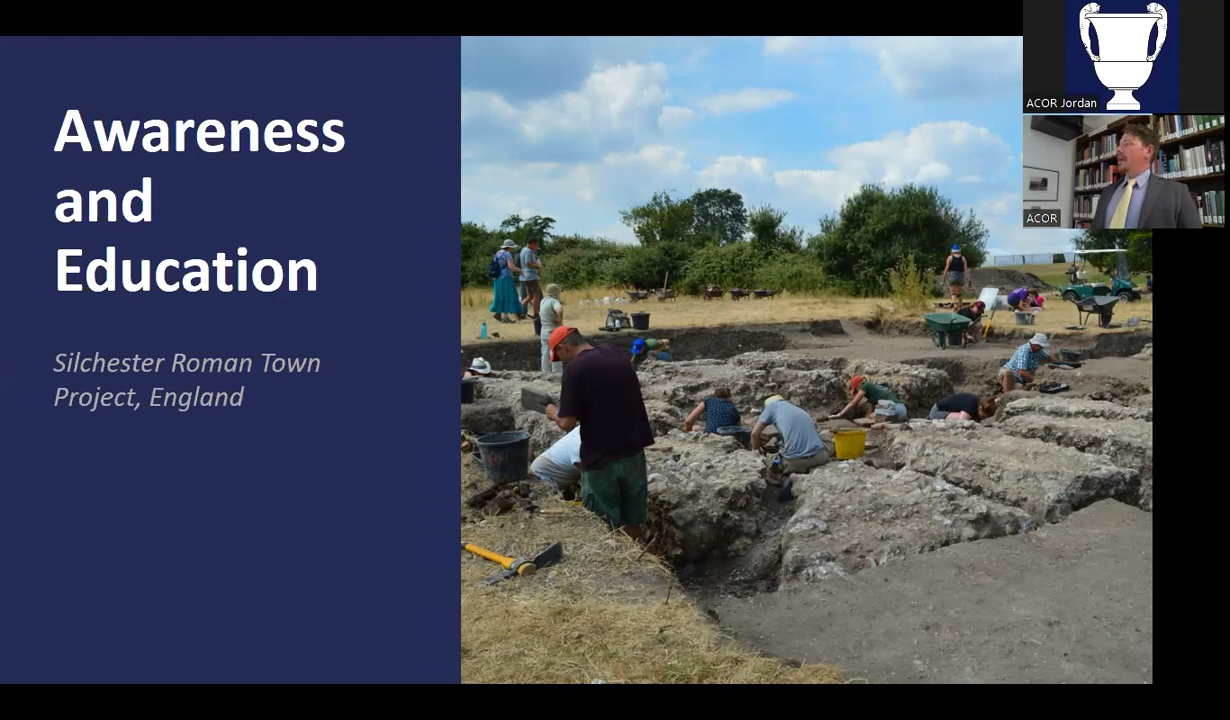 Awareness
and
Education
Silchester Roman Town
Project, England
ACOR Jordan
ACOR